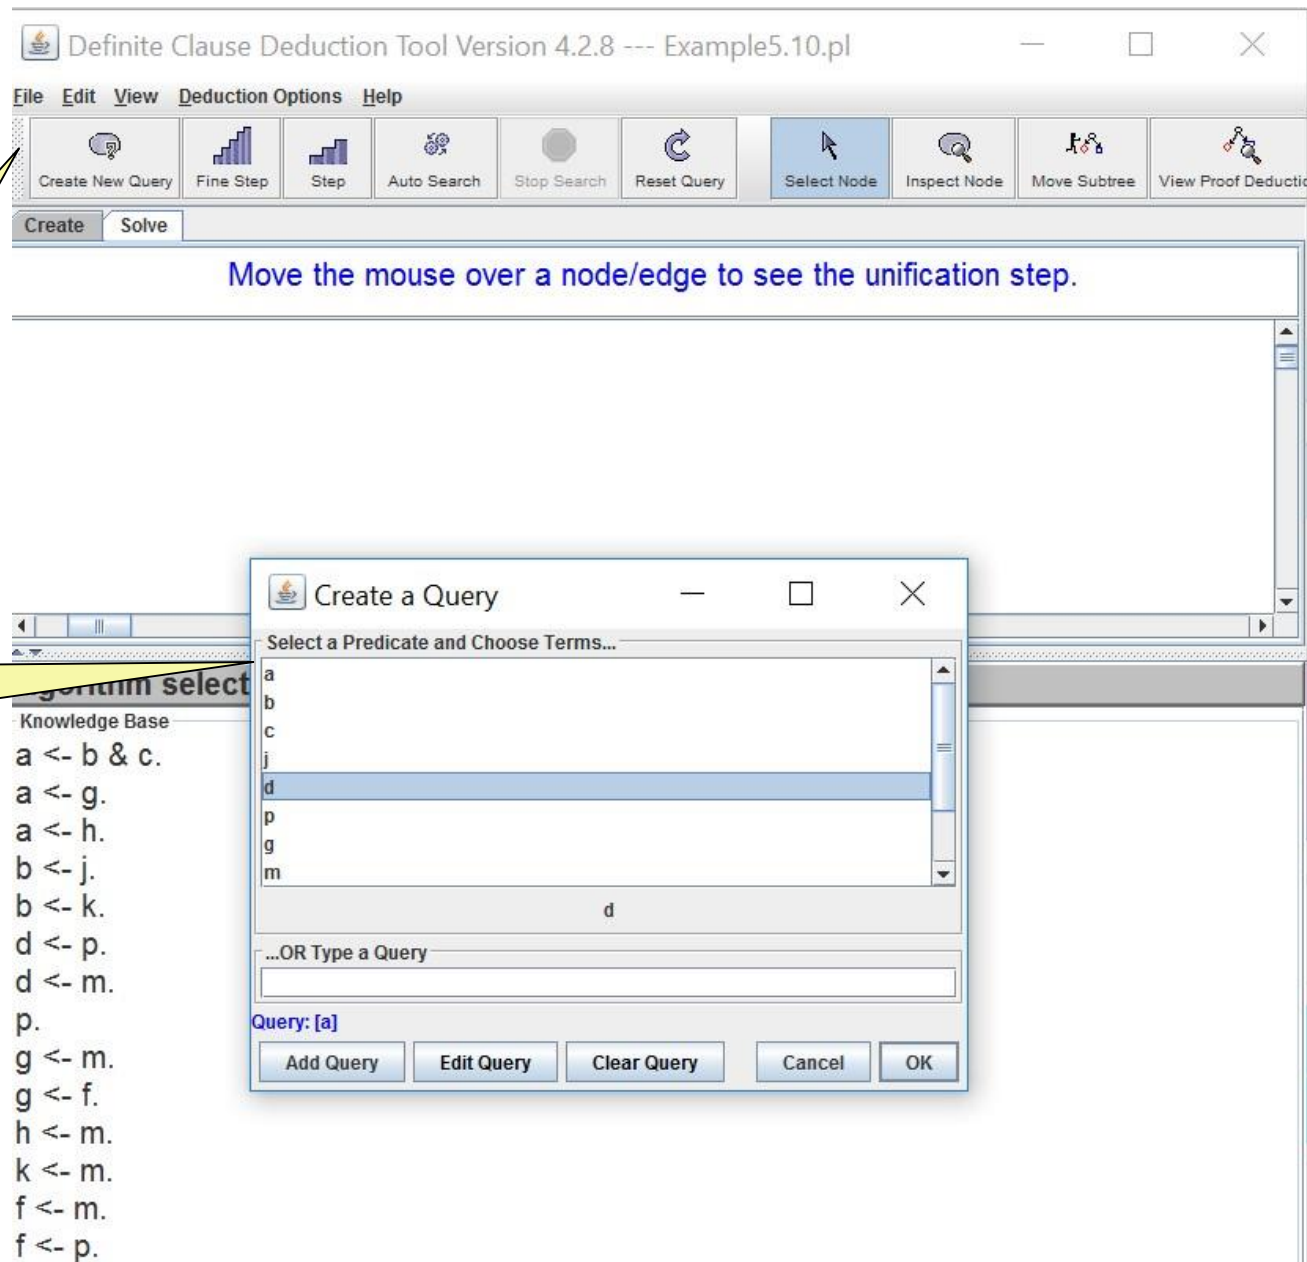 Definite Clause Deduction Tool Version 4.2.8 --- Example5.10.pl
File Edit View Deduction Options Help
Create New Query Fine Step Step Auto Search Stop Search Reset Query Select Node Inspect Node Move Subtree View Proof
Create Solve
Move the mouse over a node/edge to see the unification step.
Create a Query
Select a Predicate and Choose Terms...
a
b
c
j
d
p
g
m
d
...OR Type a Query
Query: [a]
Add Query Edit Query Clear Query Cancel OK
select
Knowledge Base
a <- b & c.
a <- g.
a <- h.
b <- j.
b <- k.
d <- p.
d <- m.
p.
g <- m.
g <- f.
h <- m.
k <- m.
f <- m.
f <- p.